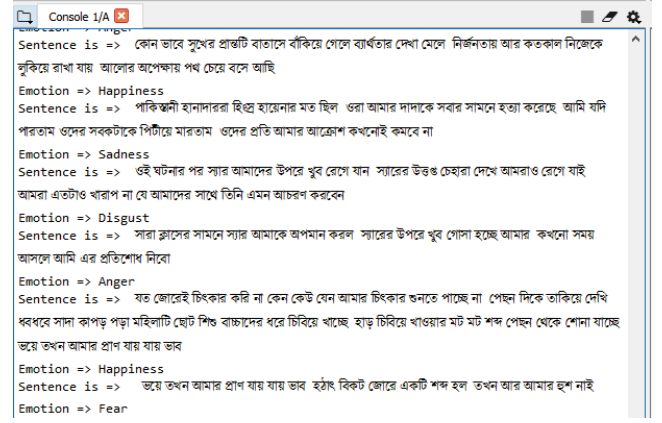 Console 1/A
Emotion => Anger
Sentence is => কোন ভাবে সুখের প্রান্তটি বাতাসে বাঁকিয়ে গেলে ব্যর্থতার দেখা মেলে নির্জনতায় আর কতকাল নিজেকে
লুকিয়ে রাখা যায় আলোর অপেক্ষায় পথ চেয়ে বসে আছি
Emotion => Happiness
Sentence is => পাকিস্তানী হানাদাররা হিংস্র হায়েনার মত ছিল ওরা আমার দাদাকে সবার সামনে হত্যা করেছে আমি যদি
পারতাম ওদের সবকটাকে পিটীয়ে মারতাম ওদের প্রতি আমার আক্রোশ কখনোই কমবে না
Emotion => Sadness
Sentence is => ওই ঘটনার পর স্যার আমাদের উপরে খুব রেগে যান স্যারের উত্তপ্ত চেহারা দেখে আমরাও রেগে যাই
আমরা এতটাও খারাপ না যে আমাদের সাথে তিনি এমন আচরণ করবেন
Emotion => Disgust
Sentence is => সারা ক্লাসের সামনে স্যার আমাকে অপমান করল স্যারের উপরে খুব গোসা হচ্ছে আমার কখনো সময়
আসলে আমি এর প্রতিশোধ নিবো
Emotion => Anger
Sentence is => যত জোরেই চিৎকার করি না কেন কেউ যেন আমার চিৎকার শুনতে পাচ্ছে না পেছন দিকে তাকিয়ে দেখি
ধবধবে সাদা কাপড় পড়া মহিলাটি ছোট শিশু বাচ্চাদের ধরে চিবিয়ে খাচ্ছে হাড় চিবিয়ে খাওয়ার মট মট শব্দ পেছন থেকে শোনা যাচ্ছে
ভয়ে তখন আমার প্রাণ যায় যায় ভাব
Emotion => Happiness
Sentence is => ভয়ে তখন আমার প্রাণ যায় যায় ভাব হঠাৎ বিকট জোরে একটি শব্দ হল তখন আর আমার হুশ নাই
Emotion => Fear